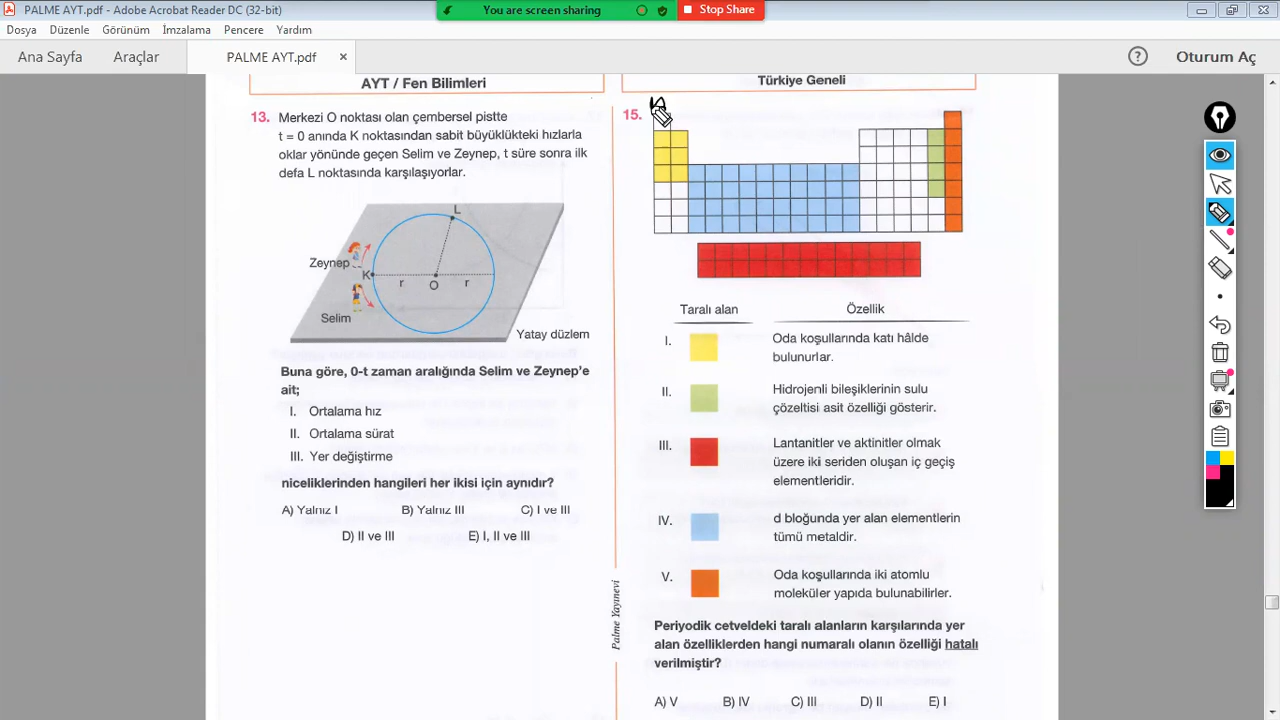 PALME AYT.pdf - Adobe Acrobat Reader DC (32-bit)
You are screen sharing
Stop Share
Dosya Düzenle Görünüm İmzalama Pencere Yardım
Ana Sayfa Araçlar PALME AYT.pdf × ? Oturum Aç
AYT / Fen Bilimleri
13. Merkezi O noktası olan çembersel pistte
t = 0 anında K noktasından sabit büyüklükteki hızlarla
oklar yönünde geçen Selim ve Zeynep, t süre sonra ilk
defa L noktasında karşılaşıyorlar.
L
Zeynep
K
r
O
r
Selim
Yatay düzlem
Buna göre, 0-t zaman aralığında Selim ve Zeynep'e
ait;
I. Ortalama hız
II. Ortalama sürat
III. Yer değiştirme
niceliklerinden hangileri her ikisi için aynıdır?
A) Yalnız I B) Yalnız III C) I ve III
D) II ve III E) I, II ve III
Palme Yayınevi
Türkiye Geneli
15.
Taralı alan Özellik
I. Oda koşullarında katı hâlde
bulunurlar.
II. Hidrojenli bileşiklerinin sulu
çözeltisi asit özelliği gösterir.
III. Lantanitler ve aktinitler olmak
üzere iki seriden oluşan iç geçiş
elementleridir.
IV. d bloğunda yer alan elementlerin
tümü metaldir.
V. Oda koşullarında iki atomlu
moleküler yapıda bulunabilirler.
Periyodik cetveldeki taralı alanların karşılarında yer
alan özelliklerden hangi numaralı olanın özelliği hatalı
verilmiştir?
A) V B) IV C) III D) II E) I